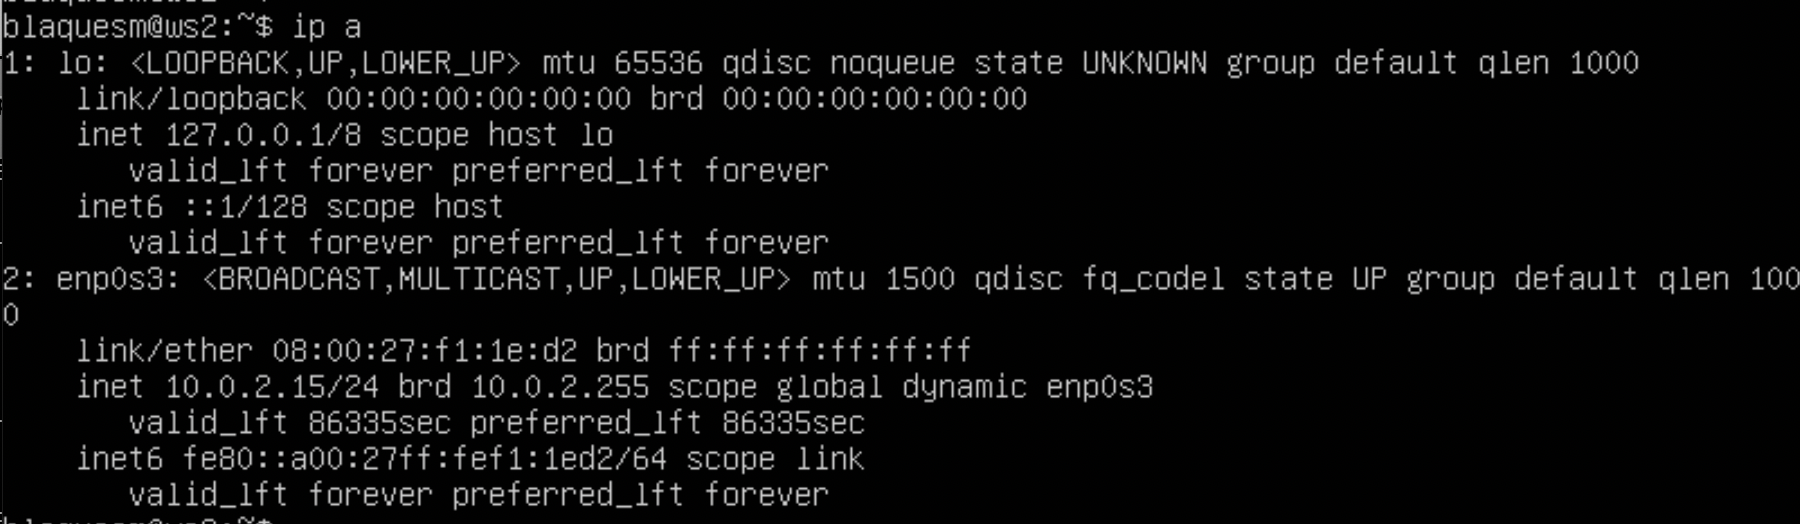 blaquesm@ws2:~$ ip a
1: lo: <LOOPBACK,UP,LOWER_UP> mtu 65536 qdisc noqueue state UNKNOWN group default qlen 1000
    link/loopback 00:00:00:00:00:00 brd 00:00:00:00:00:00
    inet 127.0.0.1/8 scope host lo
       valid_lft forever preferred_lft forever
    inet6 ::1/128 scope host
       valid_lft forever preferred_lft forever
2: enp0s3: <BROADCAST,MULTICAST,UP,LOWER_UP> mtu 1500 qdisc fq_codel state UP group default qlen 100
0
    link/ether 08:00:27:f1:1e:d2 brd ff:ff:ff:ff:ff:ff
    inet 10.0.2.15/24 brd 10.0.2.255 scope global dynamic enp0s3
       valid_lft 86335sec preferred_lft 86335sec
    inet6 fe80::a00:27ff:fef1:1ed2/64 scope link
       valid_lft forever preferred_lft forever